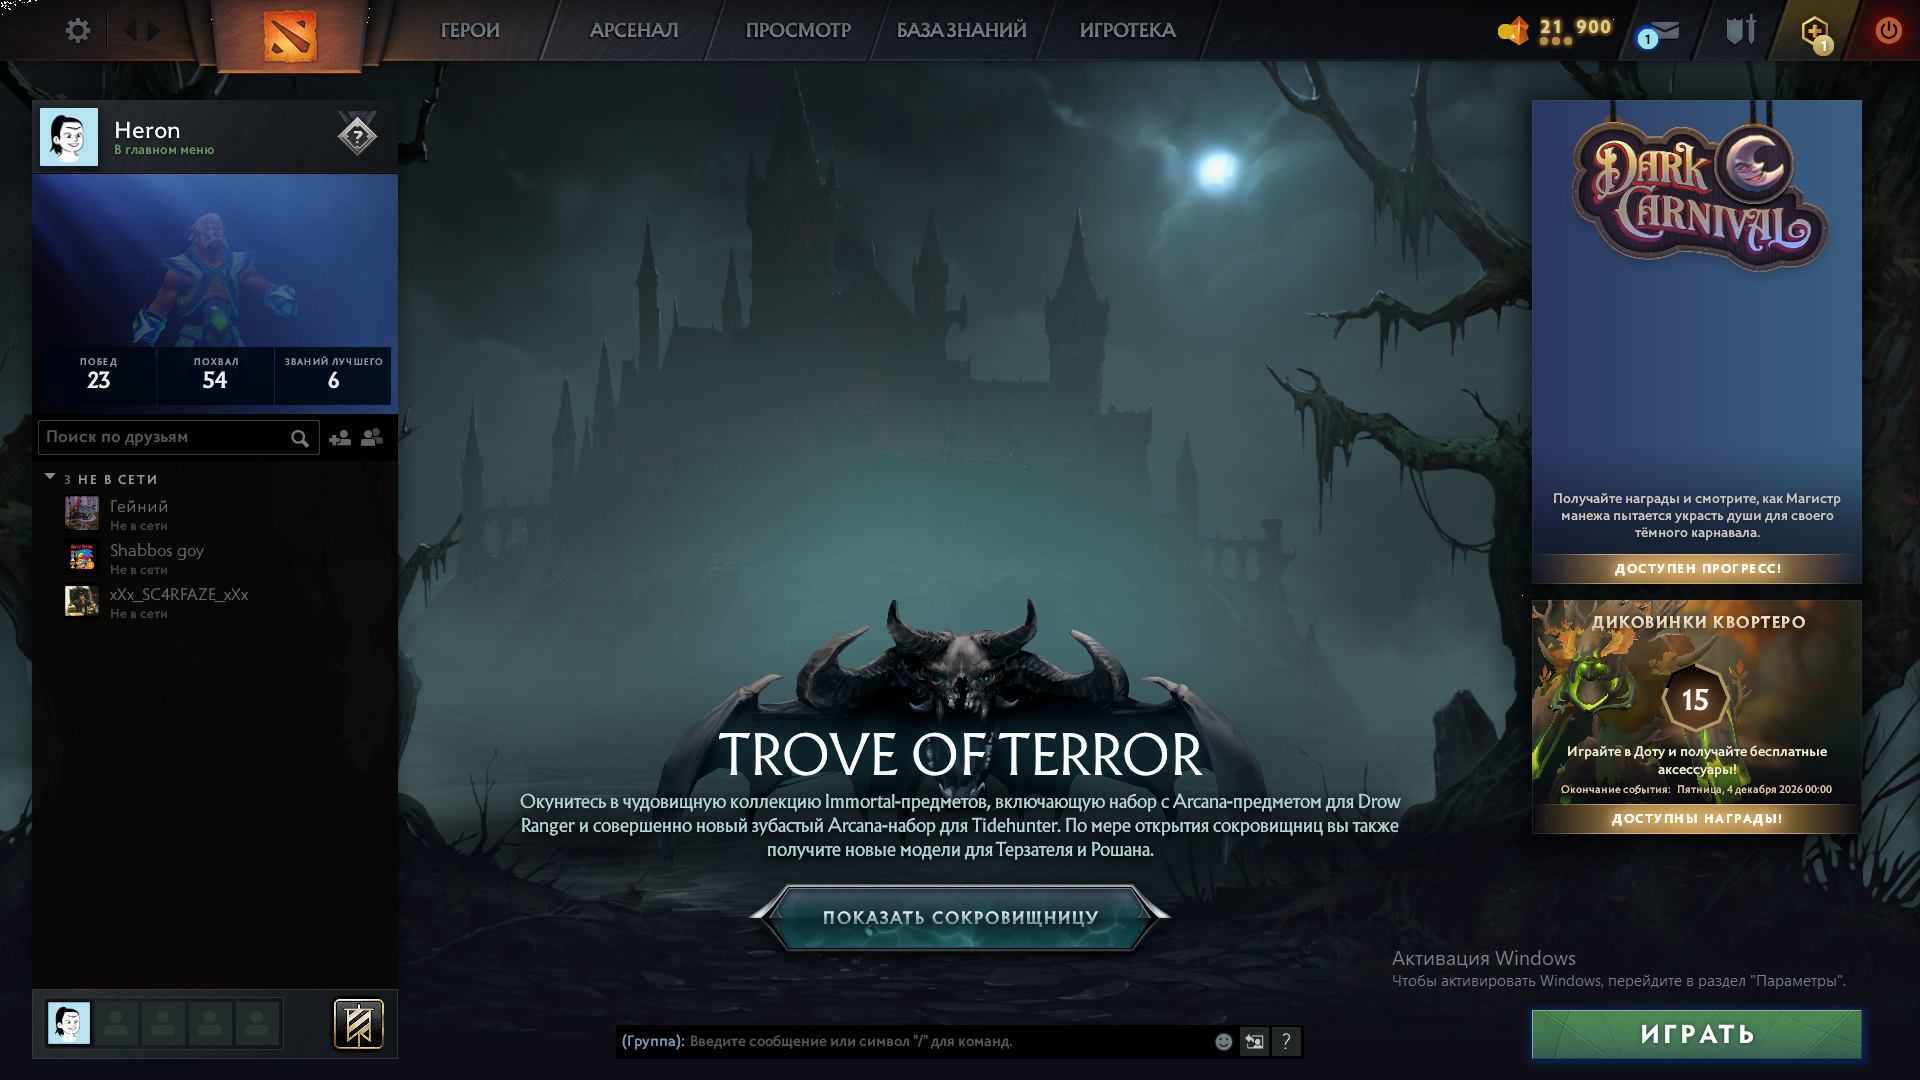 ГЕРОИ
АРСЕНАЛ
ПРОСМОТР
БАЗА ЗНАНИЙ
ИГРОТЕКА
21 900
1
1
Heron
В главном меню
?
ПОБЕД
23
ПОХВАЛ
54
ЗВАНИЙ ЛУЧШЕГО
6
Поиск по друзьям
3 НЕ В СЕТИ
Гейний
Не в сети
Shabbos goy
Не в сети
xXx_SC4RFAZE_xXx
Не в сети
TROVE OF TERROR
Окунитесь в чудовищную коллекцию Immortal-предметов, включающую набор с Arcana-предметом для Drow
Ranger и совершенно новый зубастый Arcana-набор для Tidehunter. По мере открытия сокровищниц вы также
получите новые модели для Терзателя и Рошана.
ПОКАЗАТЬ СОКРОВИЩНИЦУ
DARK
CARNIVAL
Получайте награды и смотрите, как Магистр
манежа пытается украсть души для своего
тёмного карнавала.
ДОСТУПЕН ПРОГРЕСС!
ДИКОВИНКИ КВОРТЕРО
15
Играйте в Доту и получайте бесплатные
аксессуары!
Окончание события: Пятница, 4 декабря 2026 00:00
ДОСТУПНЫ НАГРАДЫ!
Активация Windows
Чтобы активировать Windows, перейдите в раздел "Параметры".
(Группа): Введите сообщение или символ "/" для команд.
?
ИГРАТЬ